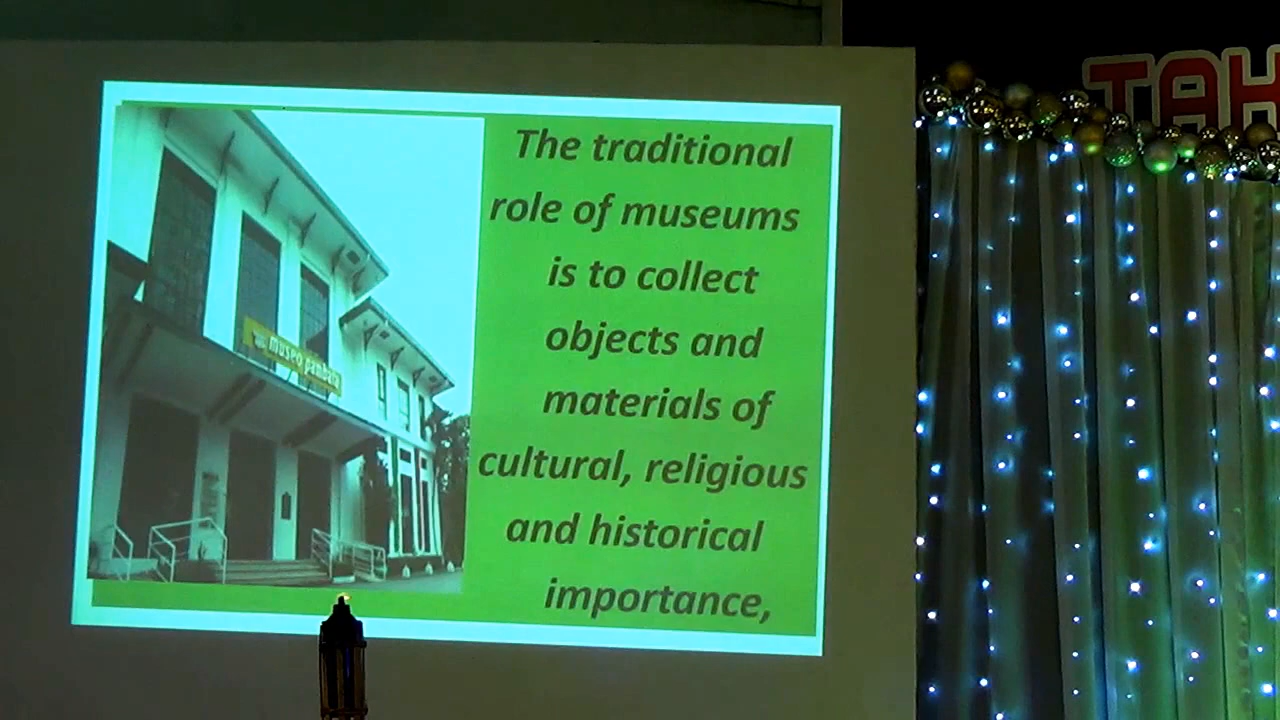 The traditional
role of museums
is to collect
objects and
materials of
cultural, religious
and historical
importance,
museo pambata
TAH